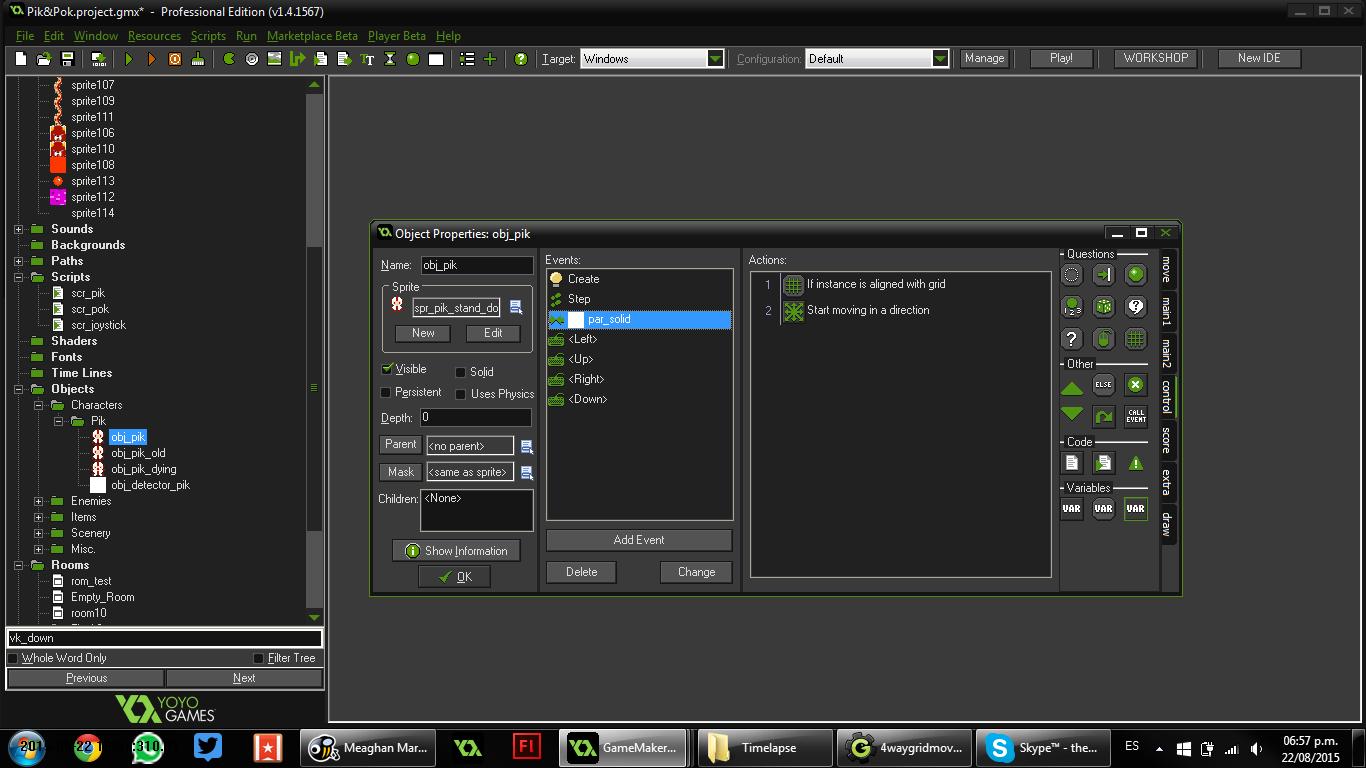 Pik&Pok.project.gmx* - Professional Edition (v1.4.1567)
File Edit Window Resources Scripts Run Marketplace Beta Player Beta Help
Target: Windows Configuration: Default Manage Play! WORKSHOP New IDE
sprite107
sprite109
sprite111
sprite106
sprite110
sprite108
sprite113
sprite112
sprite114
Sounds
Backgrounds
Paths
Scripts
scr_pik
scr_pok
scr_joystick
Shaders
Fonts
Time Lines
Objects
Characters
Pik
obj_pik
obj_pik_old
obj_pik_dying
obj_detector_pik
Enemies
Items
Scenery
Misc.
Rooms
rom_test
Empty_Room
room10
vk_down
Whole Word Only Filter Tree
Previous Next
YOYO
GAMES
Object Properties: obj_pik
Name: obj_pik
Sprite
spr_pik_stand_do
New Edit
Visible Solid
Persistent Uses Physics
Depth: 0
Parent <no parent>
Mask <same as sprite>
Children: <None>
Show Information
OK
Events:
Create
Step
par_solid
<Left>
<Up>
<Right>
<Down>
Add Event
Delete Change
Actions:
1 If instance is aligned with grid
2 Start moving in a direction
Questions
Other
ELSE
CALL
EVENT
Code
Variables
VAR VAR VAR
move
main1
main2
control
score
extra
draw
Meaghan Mar... FI GameMaker... Timelapse 4waygridmov... Skype™ - the... ES 06:57 p.m.
22/08/2015